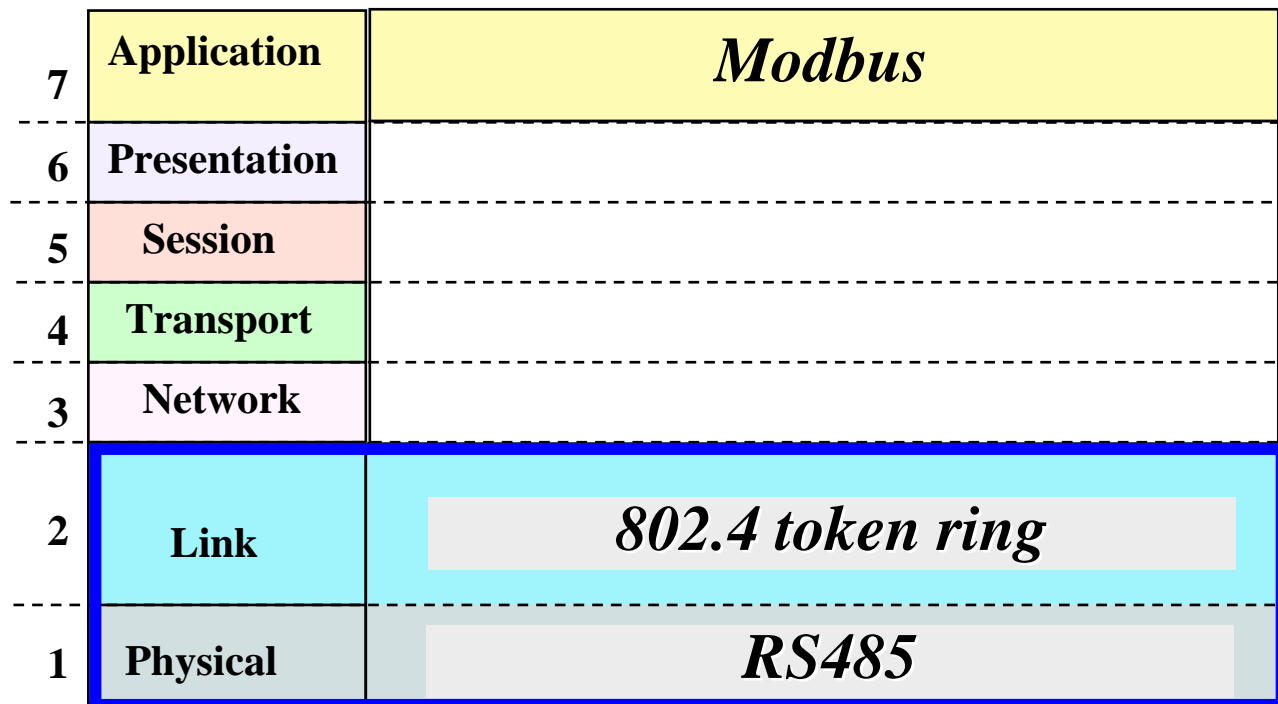 7 Application Modbus
6 Presentation
5 Session
4 Transport
3 Network
2 Link 802.4 token ring
1 Physical RS485